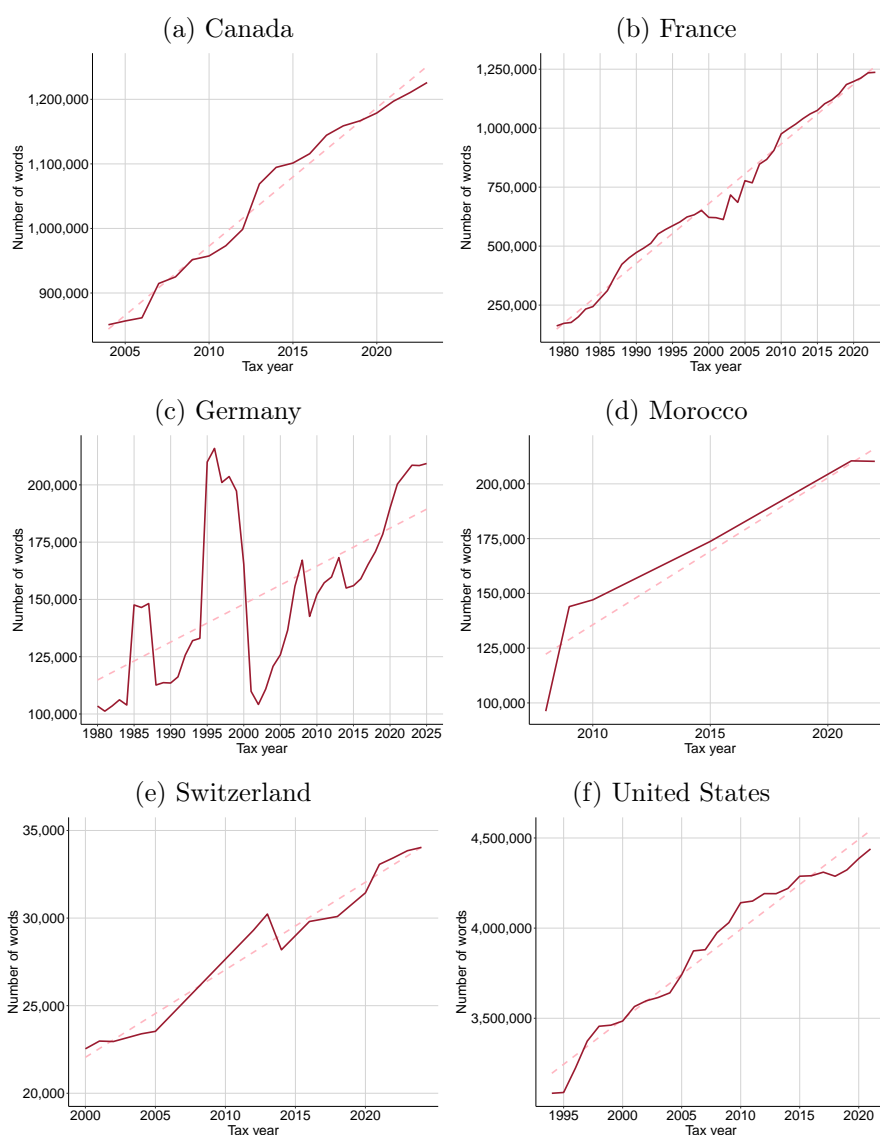 (a) Canada
Number of words
1,200,000
1,100,000
1,000,000
900,000
2005 2010 2015 2020
Tax year
(b) France
Number of words
1,250,000
1,000,000
750,000
500,000
250,000
1980 1985 1990 1995 2000 2005 2010 2015 2020
Tax year
(c) Germany
Number of words
200,000
175,000
150,000
125,000
100,000
1980 1985 1990 1995 2000 2005 2010 2015 2020 2025
Tax year
(d) Morocco
Number of words
200,000
175,000
150,000
125,000
100,000
2010 2015 2020
Tax year
(e) Switzerland
Number of words
35,000
30,000
25,000
20,000
2000 2005 2010 2015 2020
Tax year
(f) United States
Number of words
4,500,000
4,000,000
3,500,000
1995 2000 2005 2010 2015 2020
Tax year